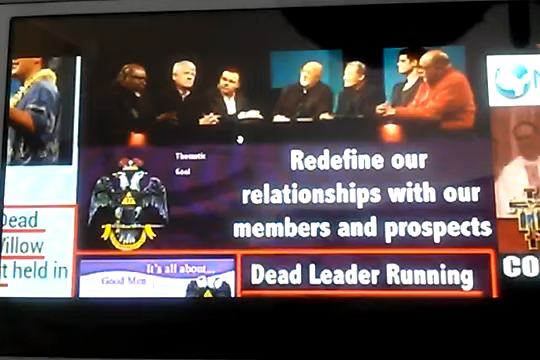 Thematic
Goal
Redefine our
relationships with our
members and prospects
Dead
Willow
it held in
It's all about...
Good Men
Dead Leader Running
N
CO